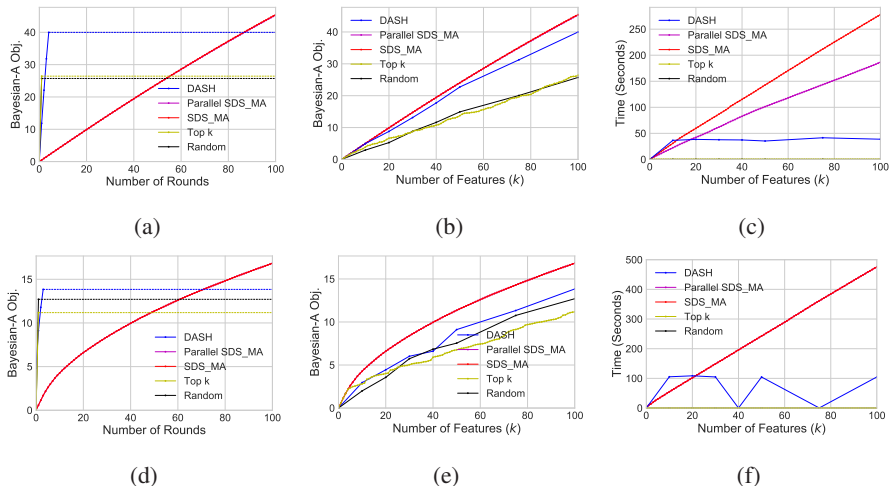 Bayesian-A Obj.
40
30
20
10
0
0 20 40 60 80 100
Number of Rounds
DASH
Parallel SDS_MA
SDS_MA
Top k
Random
(a)
Bayesian-A Obj.
50
40
30
20
10
0
0 20 40 60 80 100
Number of Features (k)
DASH
Parallel SDS_MA
SDS_MA
Top k
Random
(b)
Time (Seconds)
250
200
150
100
50
0
0 20 40 60 80 100
Number of Features (k)
DASH
Parallel SDS_MA
SDS_MA
Top k
Random
(c)
Bayesian-A Obj.
15
10
5
0
0 20 40 60 80 100
Number of Rounds
DASH
Parallel SDS_MA
SDS_MA
Top k
Random
(d)
Bayesian-A Obj.
15
10
5
0
0 20 40 60 80 100
Number of Features (k)
DASH
Parallel SDS_MA
SDS_MA
Top k
Random
(e)
Time (Seconds)
500
400
300
200
100
0
0 20 40 60 80 100
Number of Features (k)
DASH
Parallel SDS_MA
SDS_MA
Top k
Random
(f)